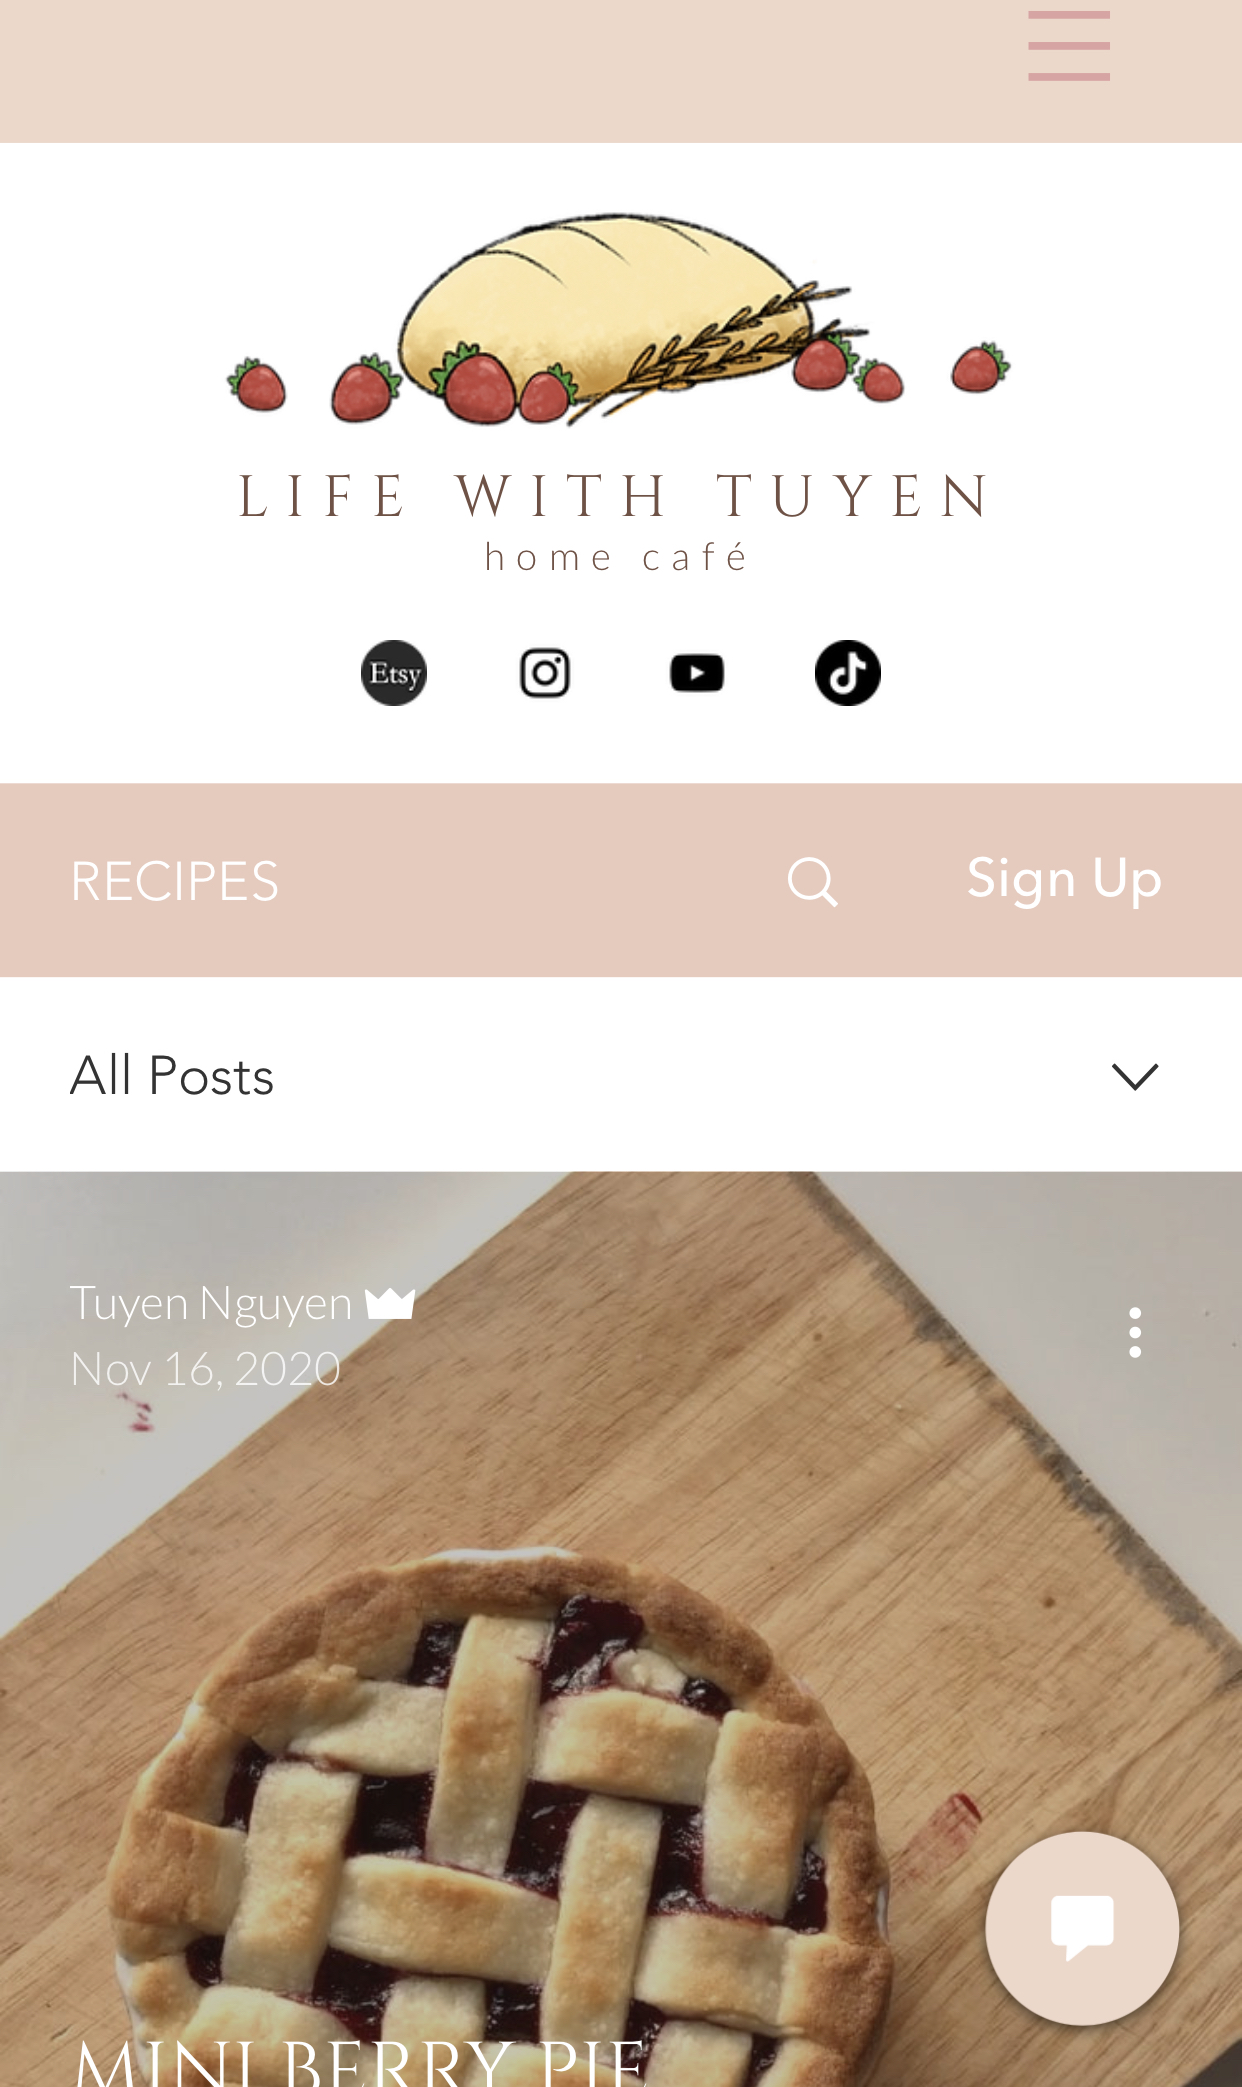 LIFE WITH TUYEN
home café
Etsy
RECIPES
Sign Up
All Posts
Tuyen Nguyen
Nov 16, 2020
MINI BERRY PIE